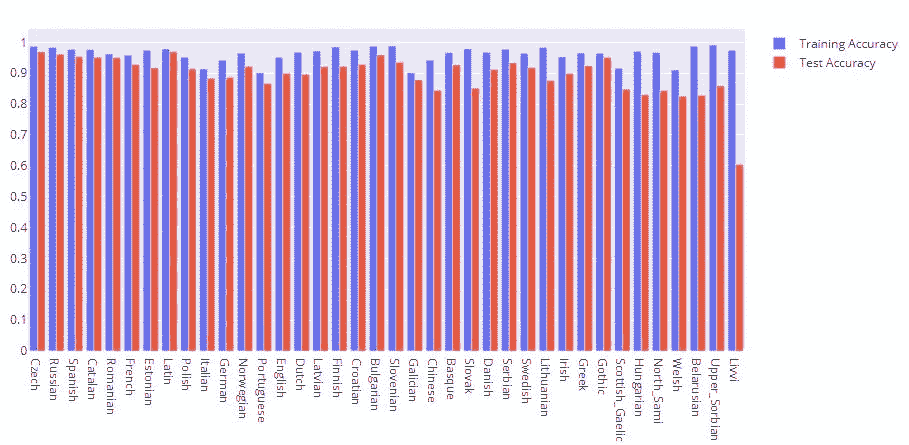 1
0.9
0.8
0.7
0.6
0.5
0.4
0.3
0.2
0.1
0
Czech
Russian
Spanish
Catalan
Romanian
French
Estonian
Latin
Polish
Italian
German
Norwegian
Portuguese
English
Dutch
Latvian
Finnish
Croatian
Bulgarian
Slovenian
Galician
Chinese
Basque
Slovak
Danish
Serbian
Swedish
Lithuanian
Irish
Greek
Gothic
Scottish_Gaelic
Hungarian
North_Sami
Welsh
Belarusian
Upper_Sorbian
Livvi
Training Accuracy
Test Accuracy